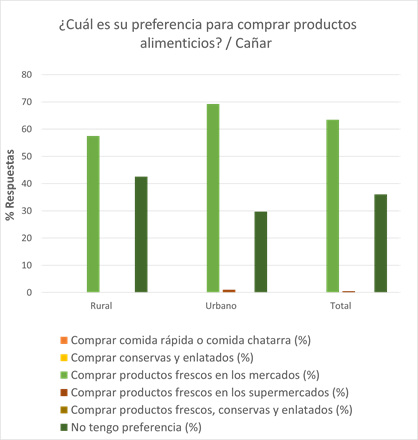 ¿Cuál es su preferencia para comprar productos
alimenticios? / Cañar
80
70
60
50
40
30
20
10
0
% Respuestas
Rural
Urbano
Total
Comprar comida rápida o comida chatarra (%)
Comprar conservas y enlatados (%)
Comprar productos frescos en los mercados (%)
Comprar productos frescos en los supermercados (%)
Comprar productos frescos, conservas y enlatados (%)
No tengo preferencia (%)